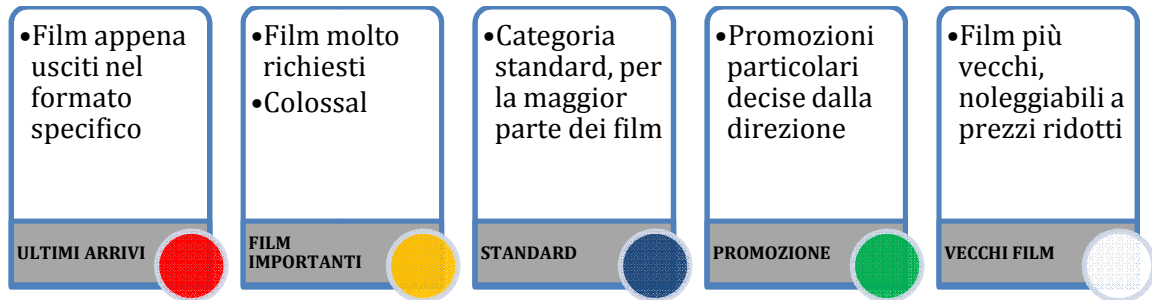 •Film appena
usciti nel
formato
specifico
ULTIMI ARRIVI
•Film molto
richiesti
•Colossal
FILM
IMPORTANTI
•Categoria
standard, per
la maggior
parte dei film
STANDARD
•Promozioni
particolari
decise dalla
direzione
PROMOZIONE
•Film più
vecchi,
noleggiabili a
prezzi ridotti
VECCHI FILM